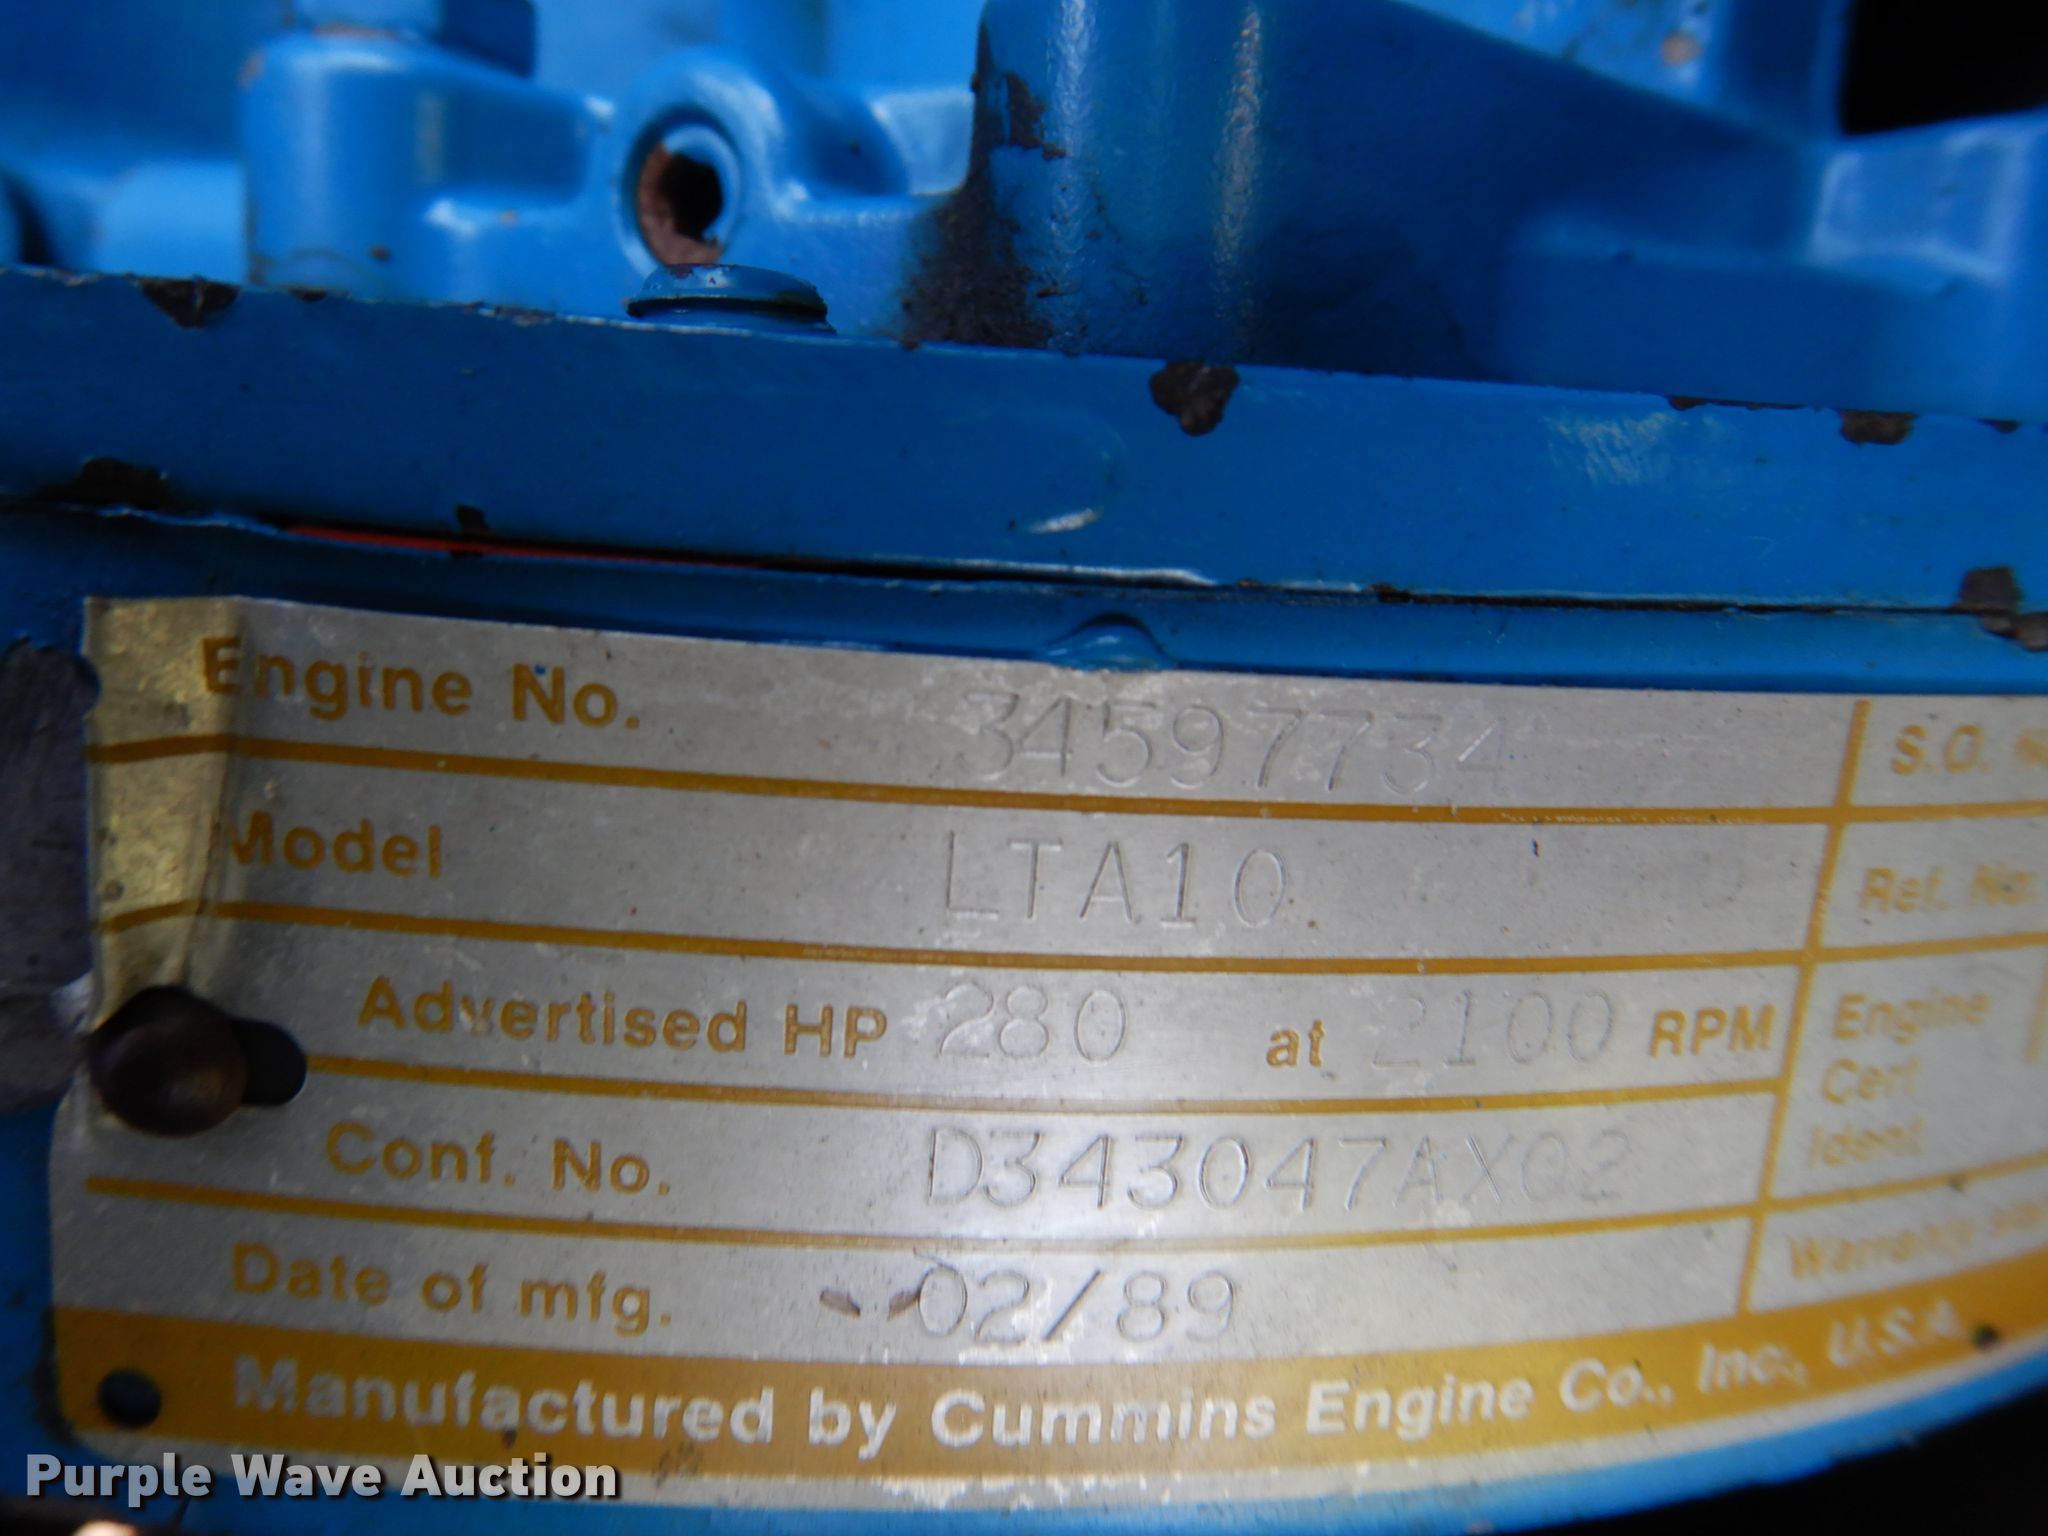 Engine No. 34597734 S.O.
Model LTA10 Ref. No.
Advertised HP 280 at 2100 RPM Engine
Cert
Ident
Conf. No. D343047AX02
Date of mfg. 02/89 Warranty
Manufactured by Cummins Engine Co., Inc., U.S.A.
Purple Wave Auction